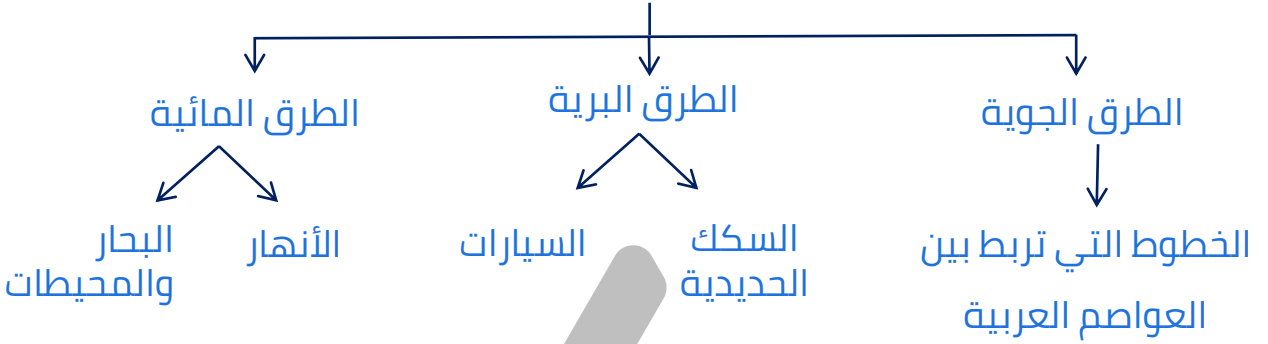 الطرق الجوية
الطرق البرية
الطرق المائية
الخطوط التي تربط بين
العواصم العربية
السكك
الحديدية
السيارات
الأنهار
البحار
والمحيطات